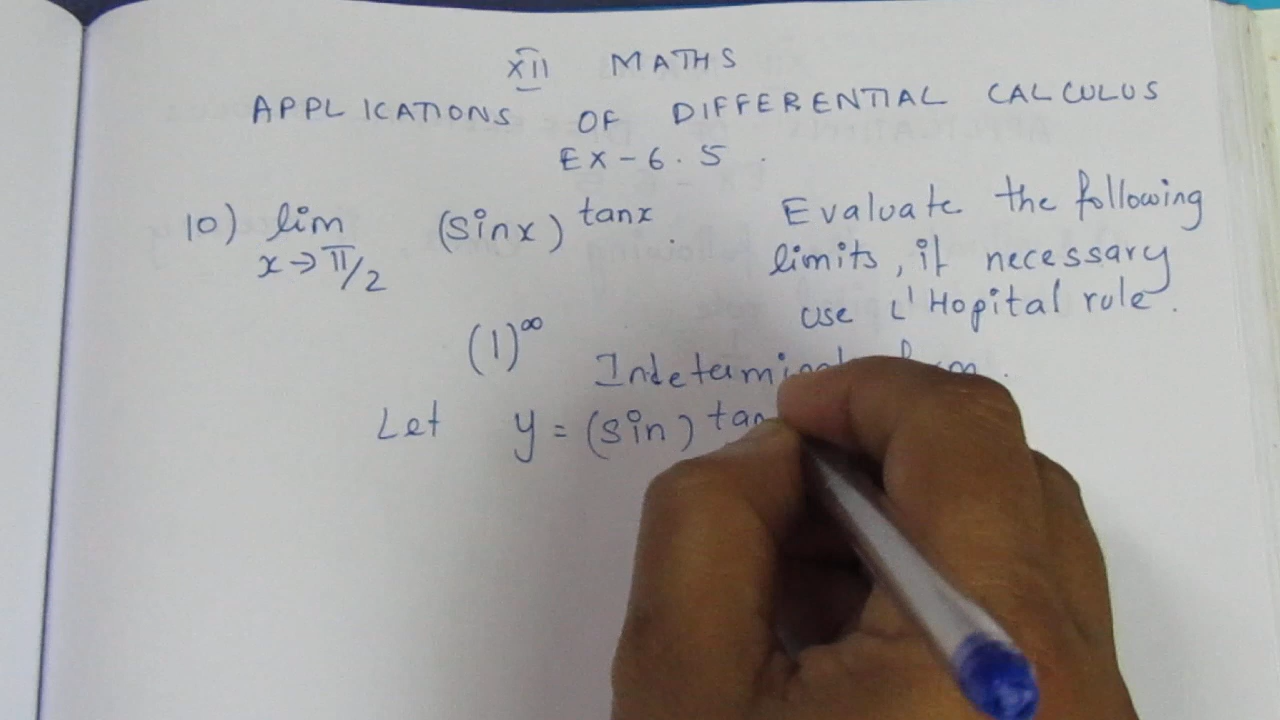 XII MATHS
APPLICATIONS OF DIFFERENTIAL CALCULUS
EX-6.5.
10) lim x→π/2 (sinx)^tanx.
Evaluate the following
limits, if necessary
use L'Hopital rule.
(1)^∞
Let y = (sin)^tan